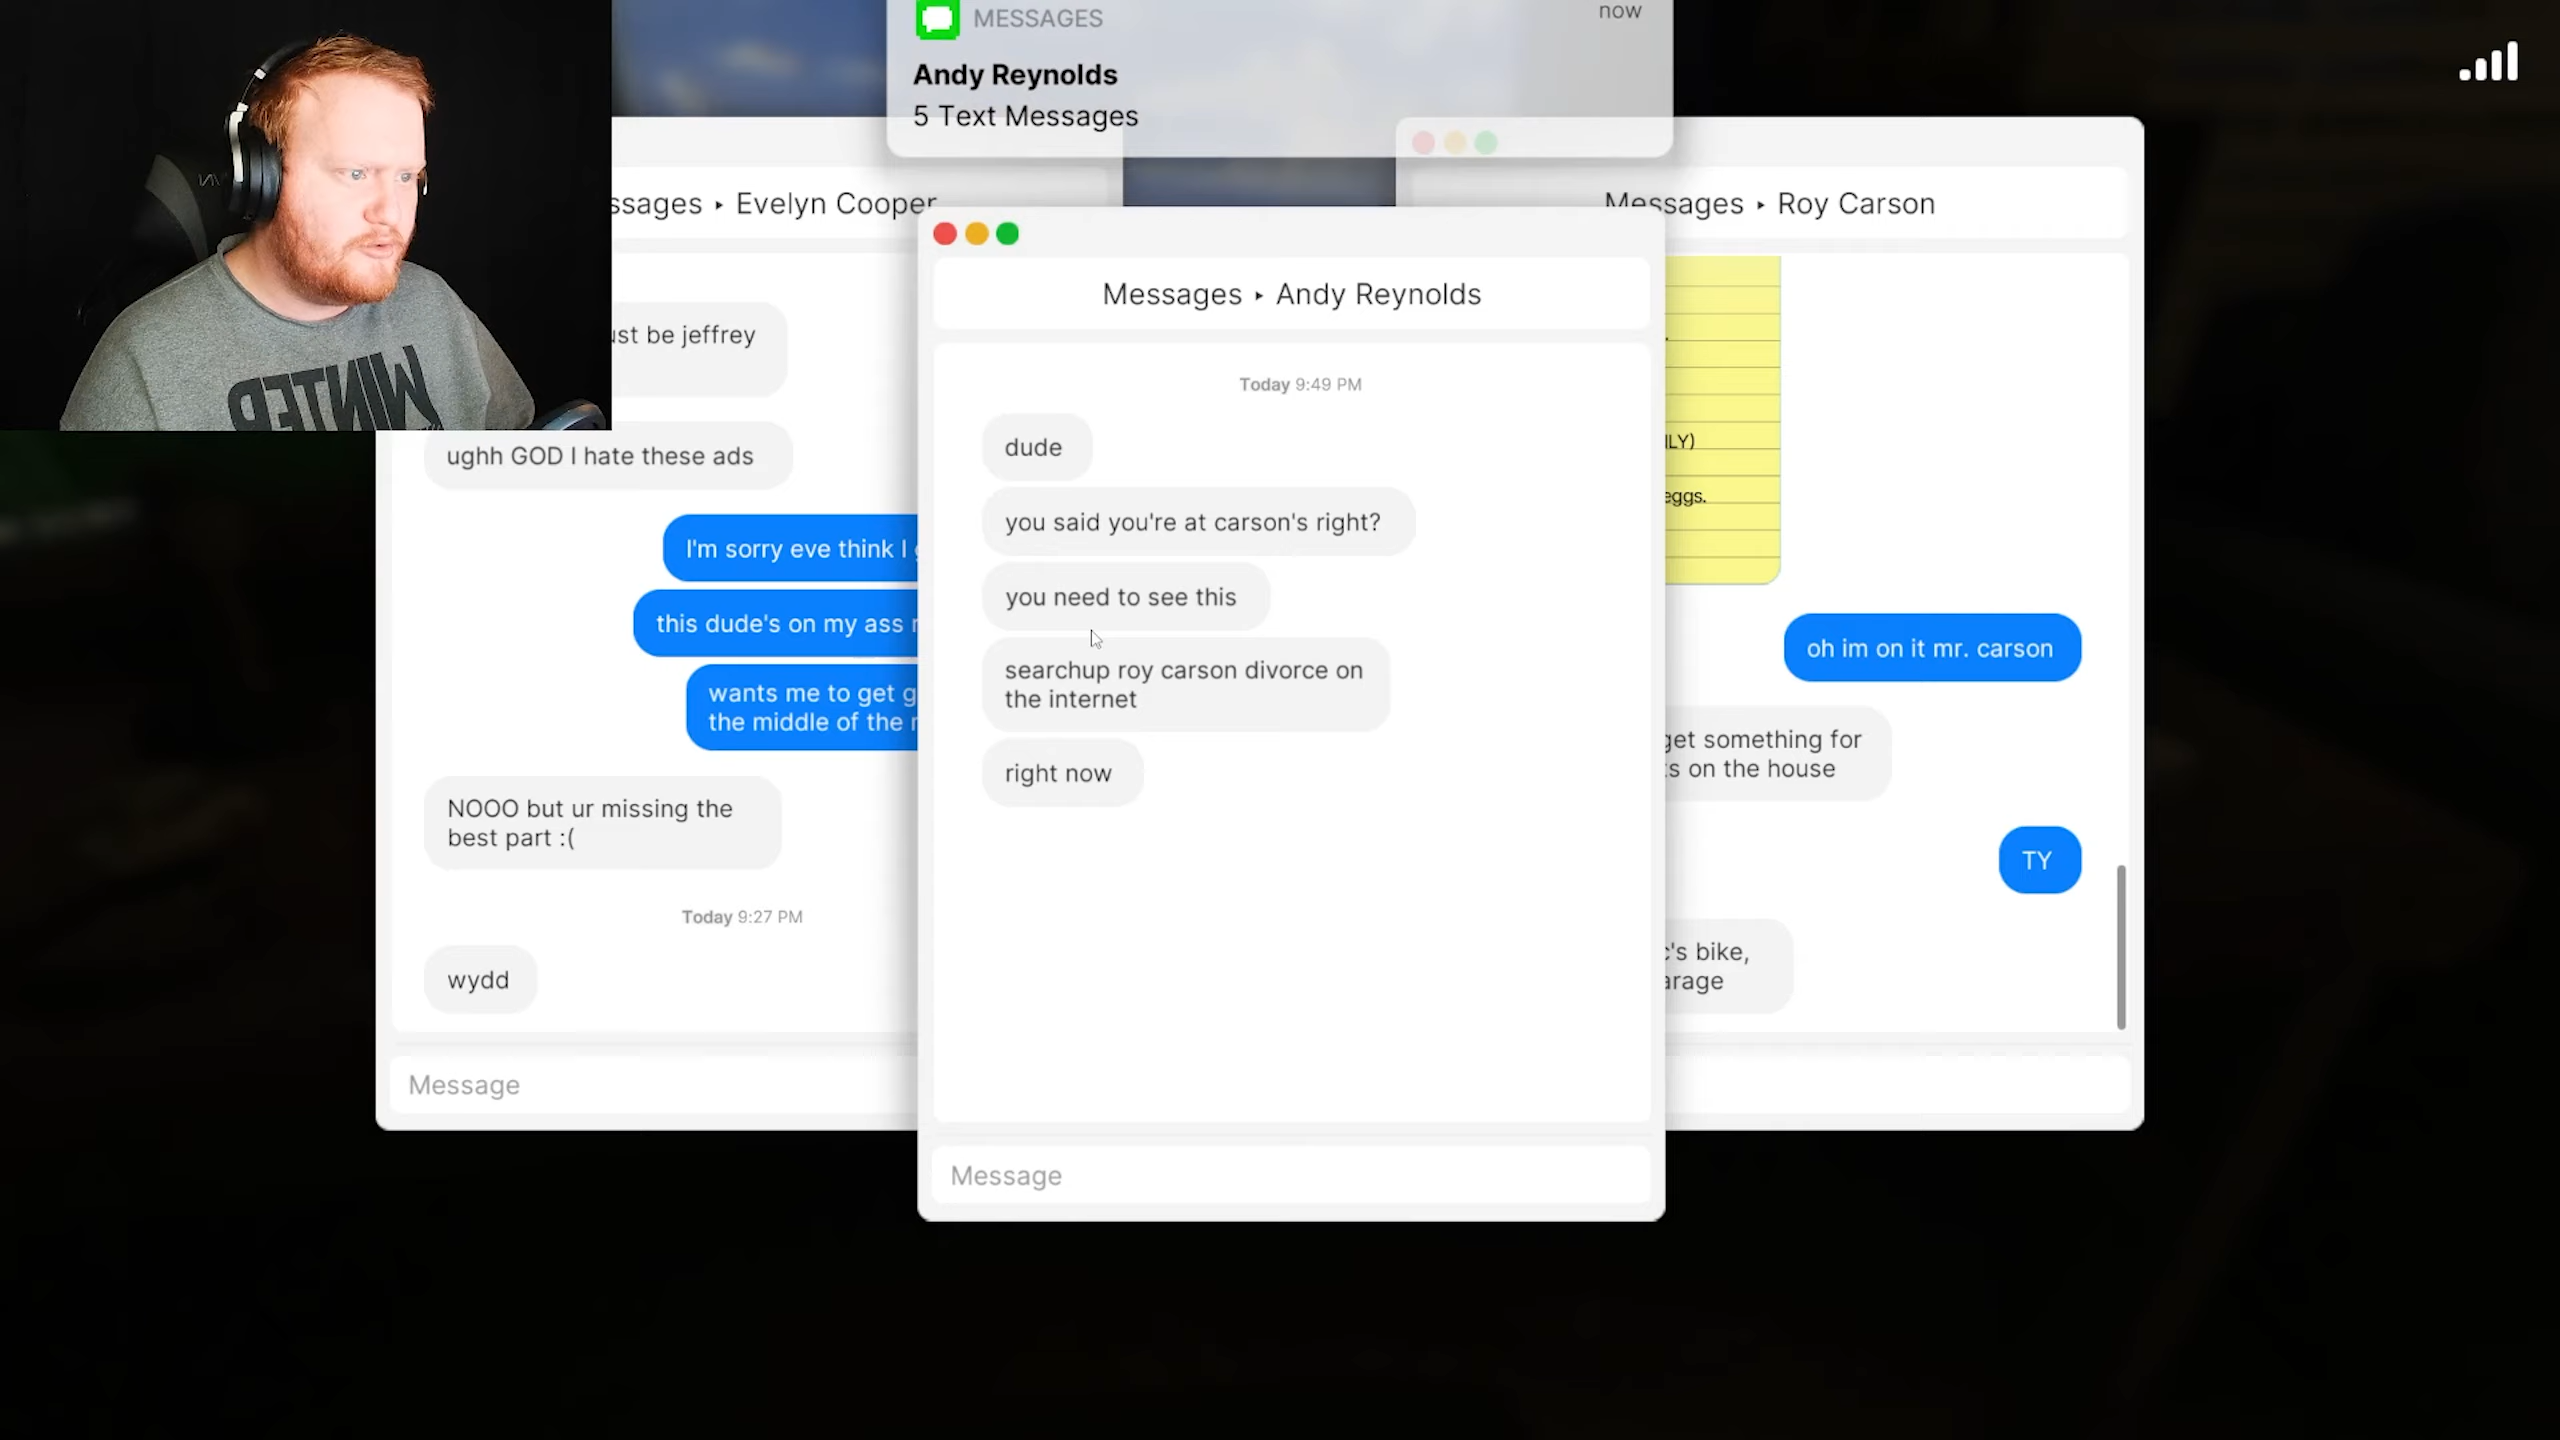 MESSAGES
now
Andy Reynolds
5 Text Messages
ssages ▸ Evelyn Cooper
ust be jeffrey
ughh GOD I hate these ads
I'm sorry eve think I
this dude's on my ass
wants me to get g
the middle of the
NOOO but ur missing the
best part :(
Today 9:27 PM
wydd
Message
Messages ▸ Andy Reynolds
Today 9:49 PM
dude
you said you're at carson's right?
you need to see this
searchup roy carson divorce on
the internet
right now
Message
Messages ▸ Roy Carson
ILY)
eggs.
oh im on it mr. carson
get something for
s on the house
TY
c's bike,
arage
MINTED